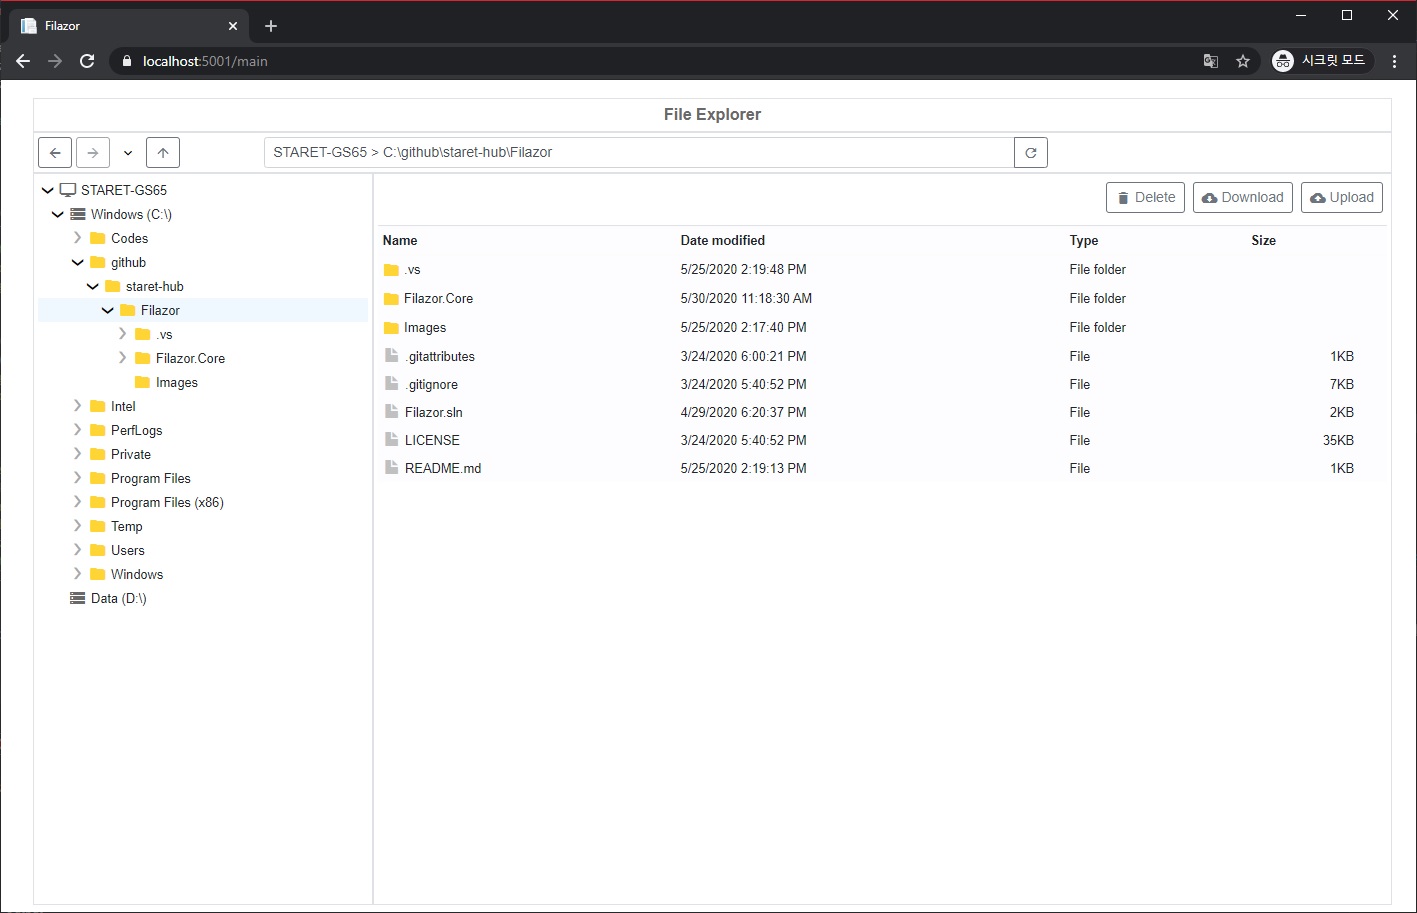 Filazor
localhost:5001/main
시크릿 모드
File Explorer
STARET-GS65 > C:\github\staret-hub\Filazor
STARET-GS65
Windows (C:\)
Codes
github
staret-hub
Filazor
.vs
Filazor.Core
Images
Intel
PerfLogs
Private
Program Files
Program Files (x86)
Temp
Users
Windows
Data (D:\)
Delete Download Upload
Name Date modified Type Size
.vs 5/25/2020 2:19:48 PM File folder
Filazor.Core 5/30/2020 11:18:30 AM File folder
Images 5/25/2020 2:17:40 PM File folder
.gitattributes 3/24/2020 6:00:21 PM File 1KB
.gitignore 3/24/2020 5:40:52 PM File 7KB
Filazor.sln 4/29/2020 6:20:37 PM File 2KB
LICENSE 3/24/2020 5:40:52 PM File 35KB
README.md 5/25/2020 2:19:13 PM File 1KB